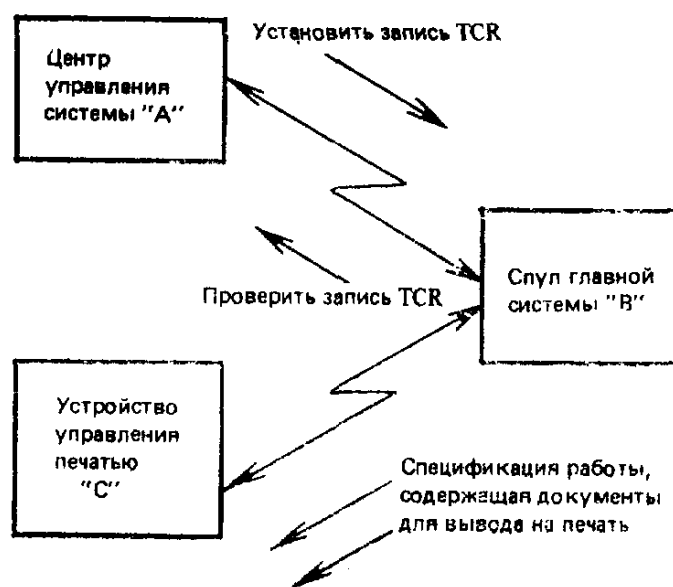 Установить запись TCR
Центр
управления
системы "А"
Спул главной
системы "В"
Проверить запись TCR
Устройство
управления
печатью
"С"
Спецификация работы,
содержащая документы
для вывода на печать